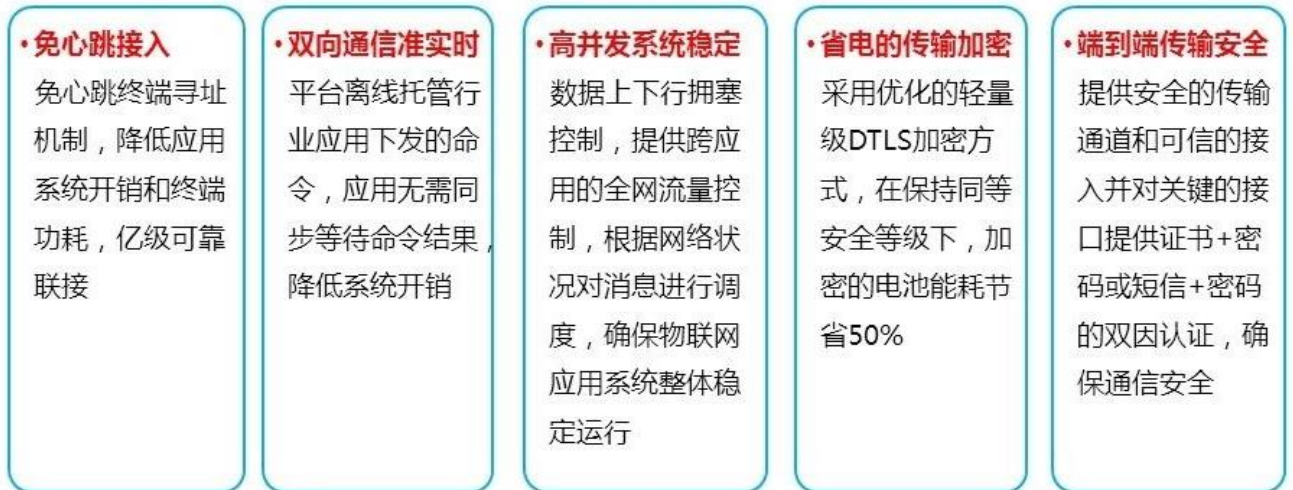 •免心跳接入
免心跳终端寻址
机制，降低应用
系统开销和终端
功耗，亿级可靠
联接
•双向通信准实时
平台离线托管行
业应用下发的命
令，应用无需同
步等待命令结果，
降低系统开销
•高并发系统稳定
数据上下行拥塞
控制，提供跨应
用的全网流量控
制，根据网络状
况对消息进行调
度，确保物联网
应用系统整体稳
定运行
•省电的传输加密
采用优化的轻量
级DTLS加密方
式，在保持同等
安全等级下，加
密的电池能耗节
省50%
•端到端传输安全
提供安全的传输
通道和可信的接
入并对关键的接
口提供证书+密
码或短信+密码
的双因认证，确
保通信安全